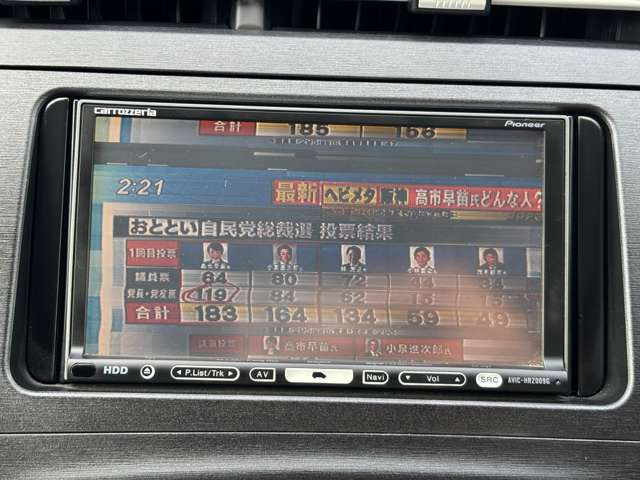 carrozzeria
Pioneer
合計 185 156
2:21
最新 ヘビメタ 阪神 高市早苗氏どんな人?
おととい 自民党総裁選 投票結果
1回目投票
議員票 64 80 72 44 34
党員・党友票 119 84 62 15 15
合計 183 164 134 59 49
高市早苗氏 小泉進次郎氏
HDD P.List/Trk AV Navi Vol SRC AVIC-HRZ009G